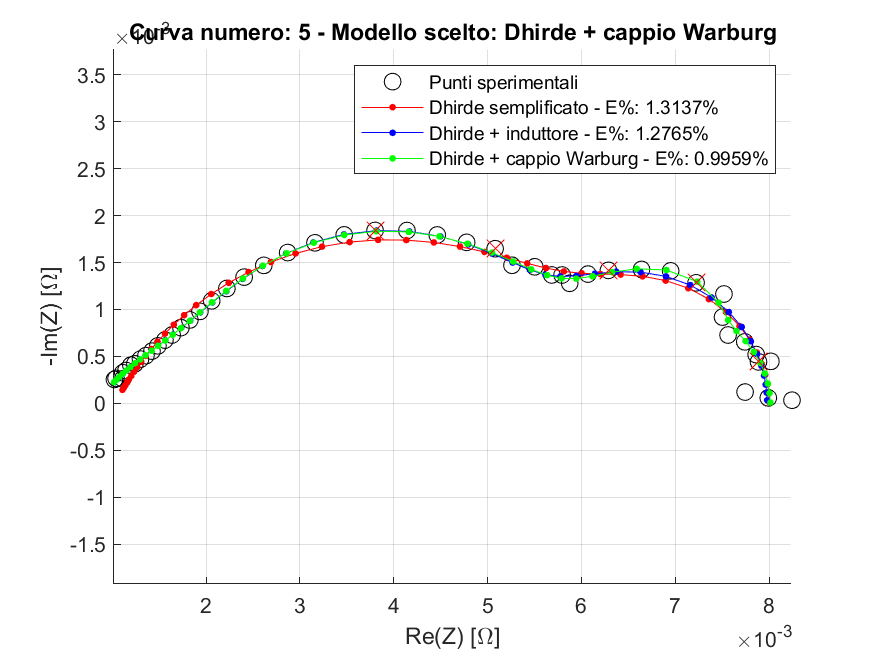 Curva numero: 5 - Modello scelto: Dhirde + cappio Warburg
×10⁻³
Punti sperimentali
Dhirde semplificato - E%: 1.3137%
Dhirde + induttore - E%: 1.2765%
Dhirde + cappio Warburg - E%: 0.9959%
3.5
3
2.5
2
1.5
1
0.5
0
-0.5
-1
-1.5
-Im(Z) [Ω]
2 3 4 5 6 7 8
Re(Z) [Ω]
×10⁻³